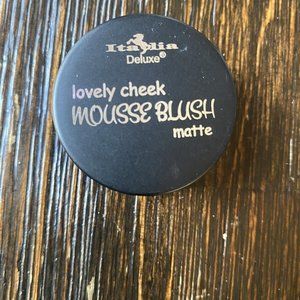 Italia
Deluxe®
lovely cheek
MOUSSE BLUSH
matte